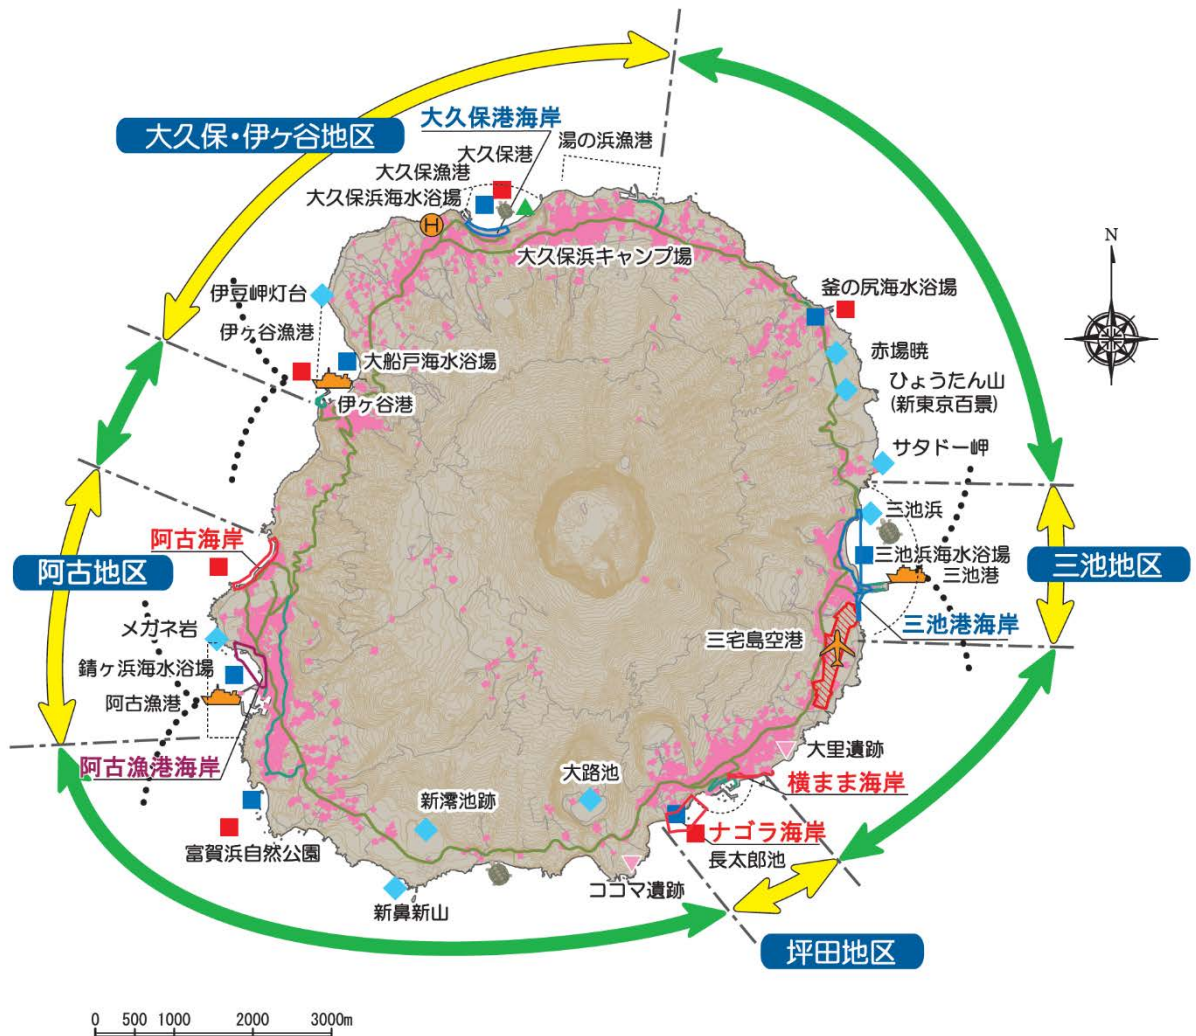 大久保・伊ヶ谷地区
大久保港海岸
大久保港
湯の浜漁港
大久保漁港
大久保浜海水浴場
H
大久保浜キャンプ場
N
伊豆岬灯台
釜の尻海水浴場
伊ヶ谷漁港
赤場暁
大船戸海水浴場
ひょうたん山
(新東京百景)
伊ヶ谷港
サタドー岬
三池浜
阿古海岸
三池浜海水浴場
阿古地区
三池港
三池地区
メガネ岩
三池港海岸
三宅島空港
錆ヶ浜海水浴場
阿古漁港
大里遺跡
阿古漁港海岸
大路池
横まま海岸
新澪池跡
ナゴラ海岸
富賀浜自然公園
長太郎池
ココマ遺跡
新鼻新山
坪田地区
0 500 1000 2000 3000m